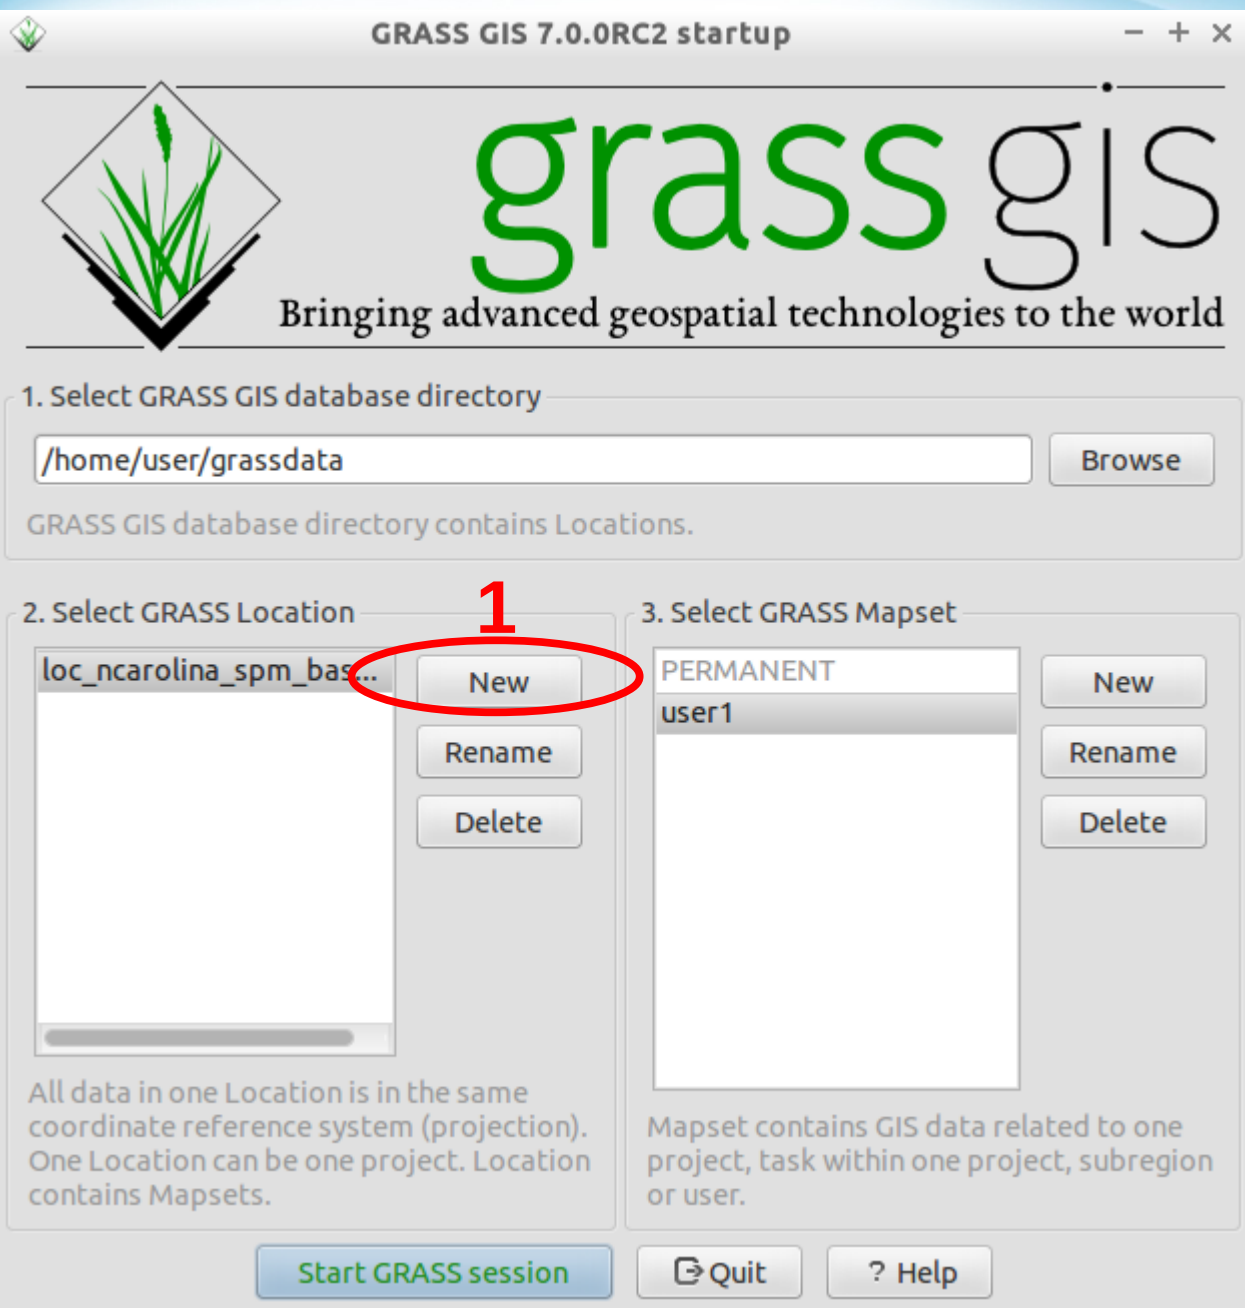 GRASS GIS 7.0.0RC2 startup
grass gis
Bringing advanced geospatial technologies to the world
1. Select GRASS GIS database directory
/home/user/grassdata
Browse
GRASS GIS database directory contains Locations.
1
2. Select GRASS Location
loc_ncarolina_spm_bas...
New
Rename
Delete
All data in one Location is in the same
coordinate reference system (projection).
One Location can be one project. Location
contains Mapsets.
3. Select GRASS Mapset
PERMANENT
user1
New
Rename
Delete
Mapset contains GIS data related to one
project, task within one project, subregion
or user.
Start GRASS session
Quit
? Help